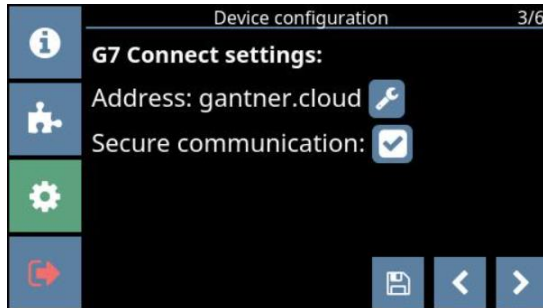 Device configuration 3/6
G7 Connect settings:
Address: gantner.cloud
Secure communication: